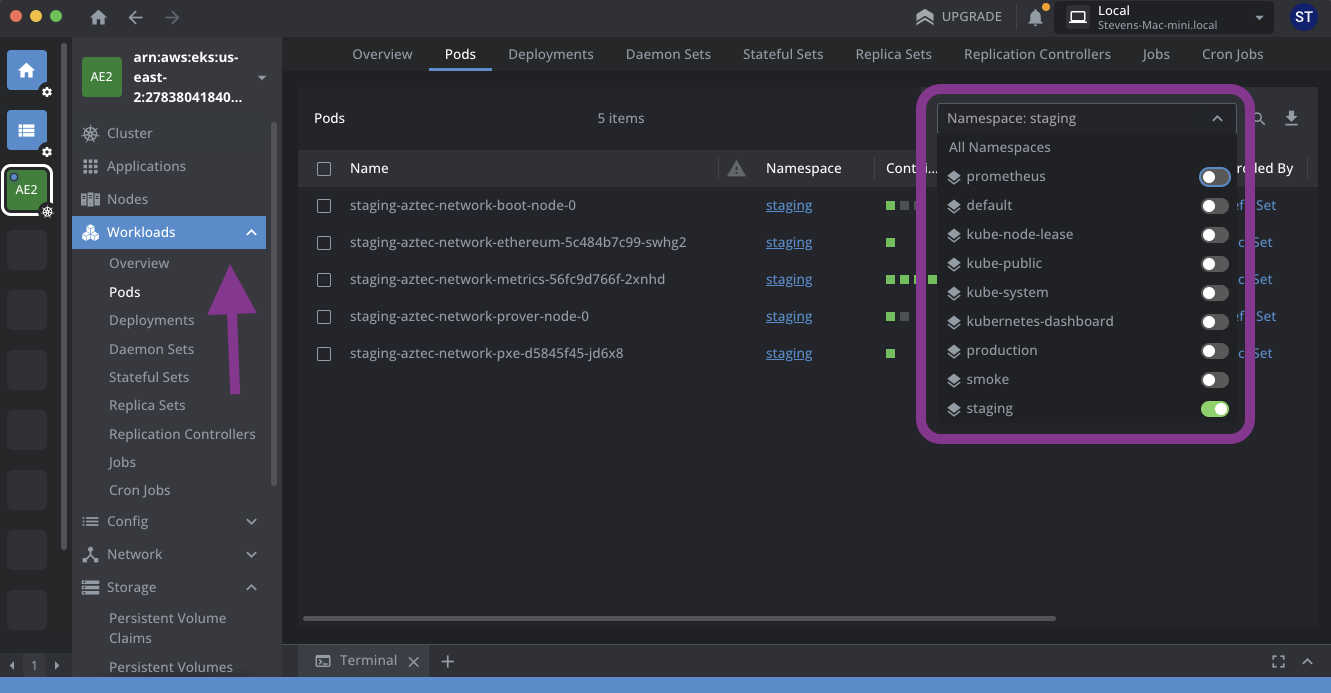 UPGRADE
Local
Stevens-Mac-mini.local
ST
AE2
arn:aws:eks:us-
east-
2:27838041840...
AE2
Cluster
Applications
Nodes
Workloads
Overview
Pods
Deployments
Daemon Sets
Stateful Sets
Replica Sets
Replication Controllers
Jobs
Cron Jobs
Config
Network
Storage
Persistent Volume
Claims
Persistent Volumes
1
Overview Pods Deployments Daemon Sets Stateful Sets Replica Sets Replication Controllers Jobs Cron Jobs
Pods 5 items
Name Namespace Conti...
staging-aztec-network-boot-node-0 staging
staging-aztec-network-ethereum-5c484b7c99-swhg2 staging
staging-aztec-network-metrics-56fc9d766f-2xnhd staging
staging-aztec-network-prover-node-0 staging
staging-aztec-network-pxe-d5845f45-jd6x8 staging
Namespace: staging
All Namespaces
prometheus
default
kube-node-lease
kube-public
kube-system
kubernetes-dashboard
production
smoke
staging
By
Set
Set
Set
Set
Set
Terminal